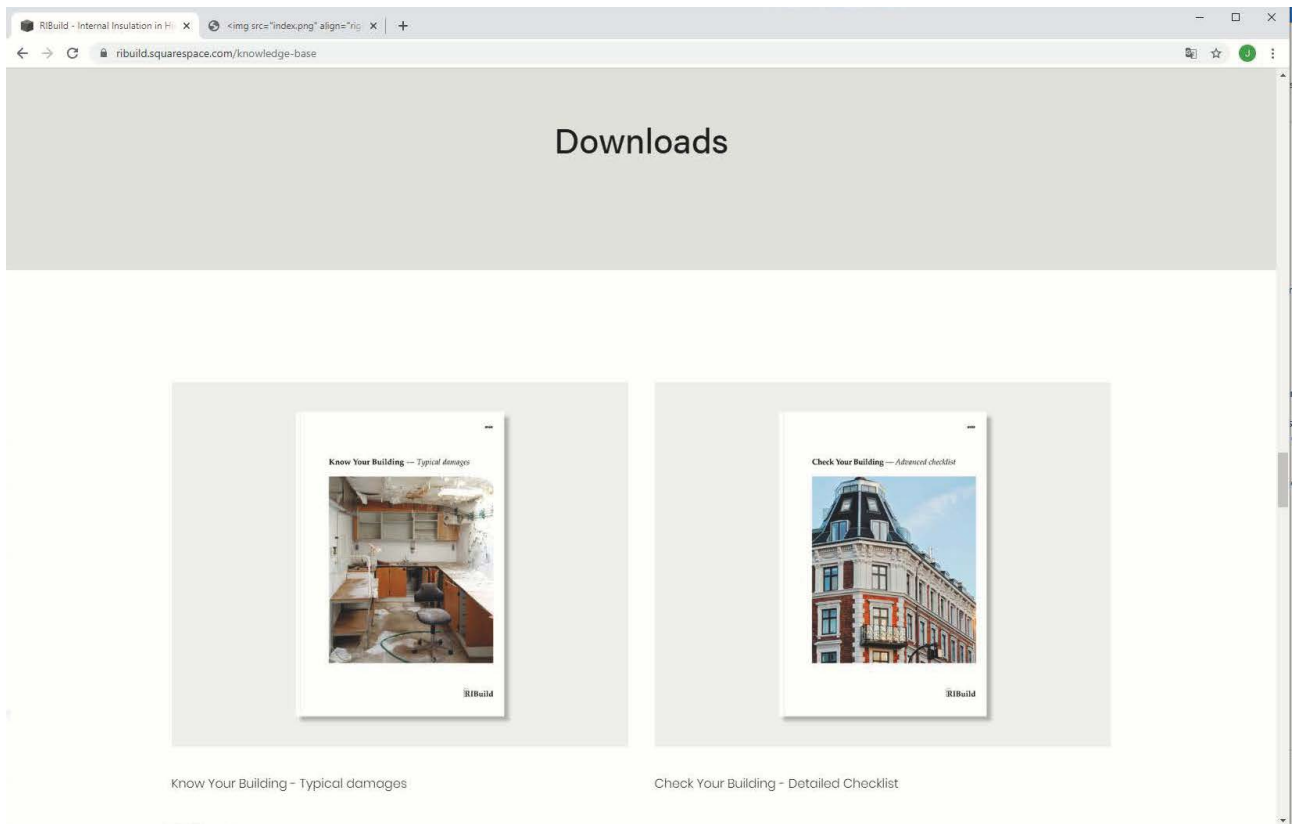 RIBuild - Internal Insulation in Hi
<img src="index.png" align="rig
ribuild.squarespace.com/knowledge-base
J
Downloads
Know Your Building — Typical damages
RIBuild
Check Your Building — Advanced checklist
RIBuild
Know Your Building - Typical damages
Check Your Building - Detailed Checklist